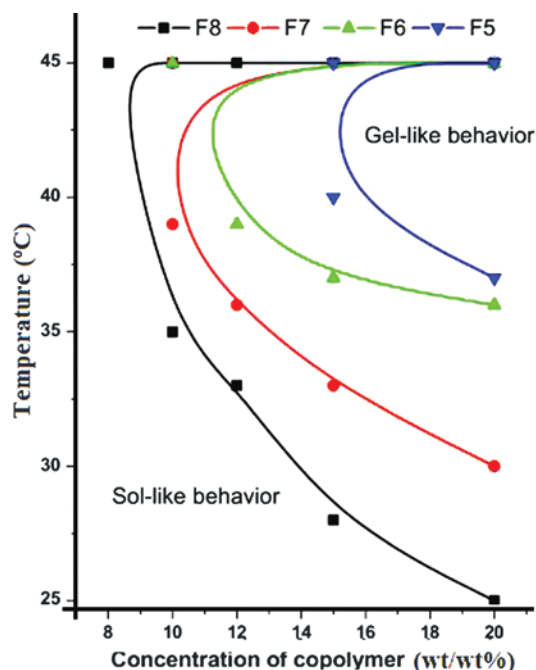 F8 F7 F6 F5
45
Gel-like behavior
40
Temperature (ºC)
35
30
Sol-like behavior
25
8 10 12 14 16 18 20
Concentration of copolymer (wt/wt%)